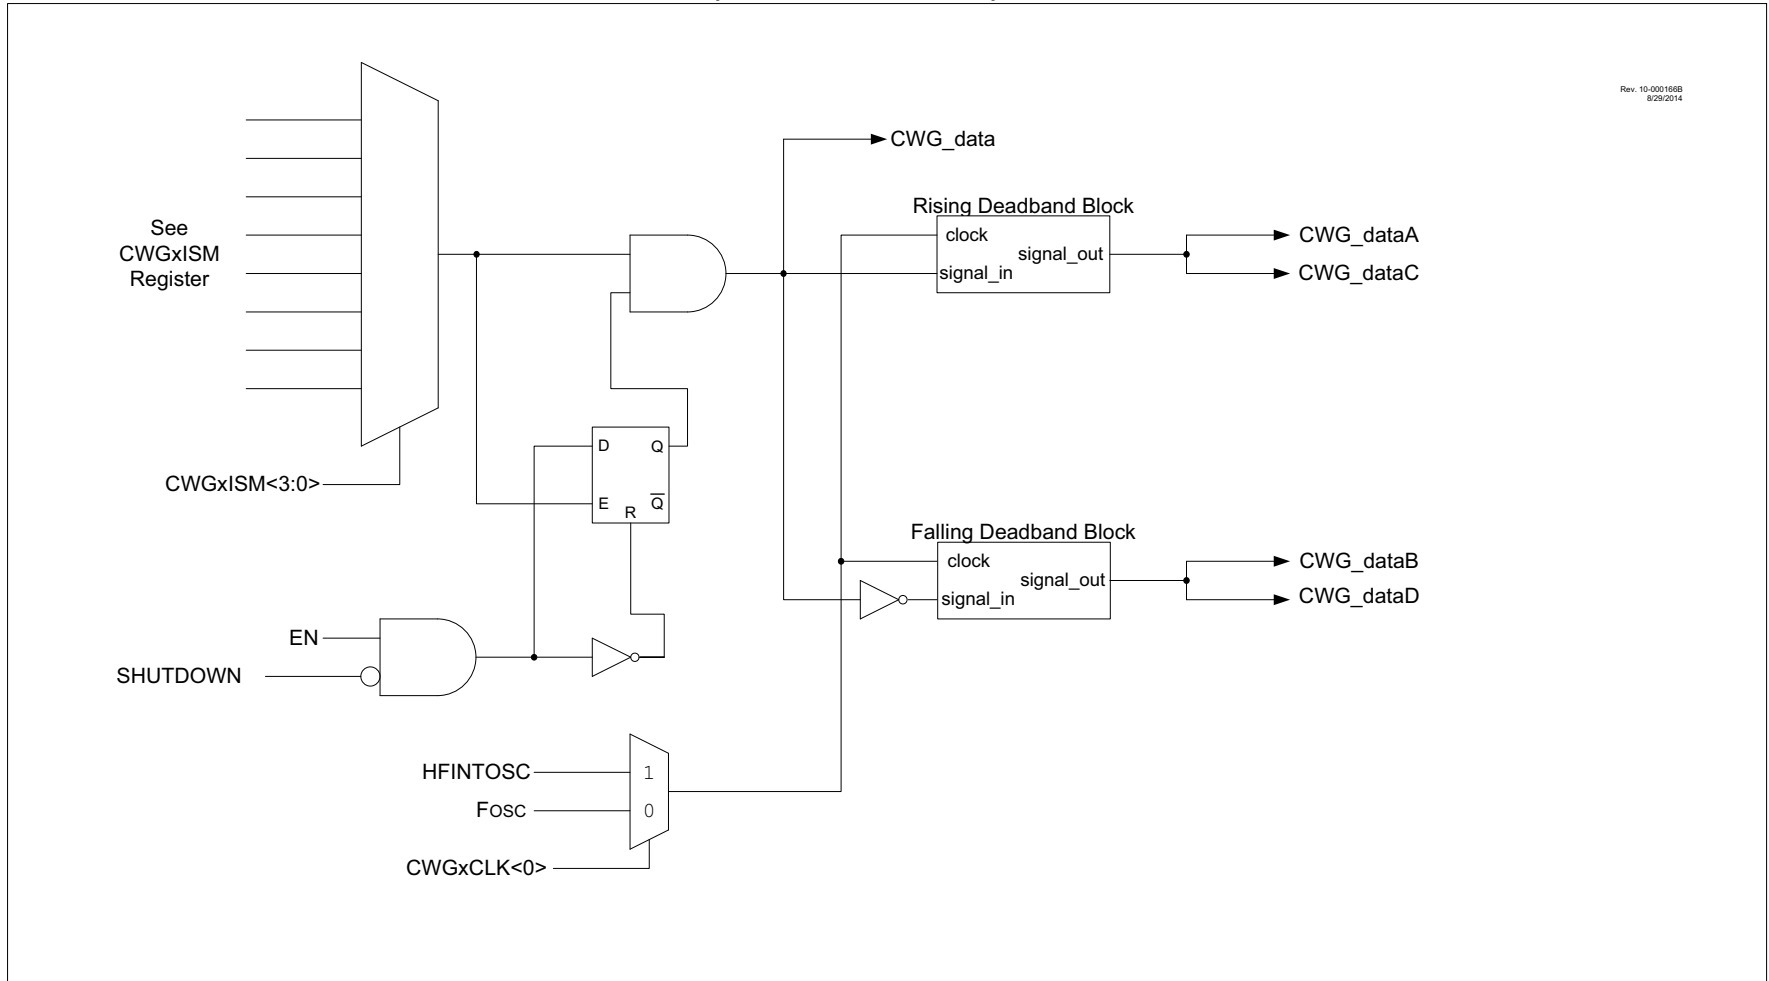 Rev. 10-000166B
8/29/2014
CWG_data
See
CWGxISM
Register
Rising Deadband Block
clock
signal_out
signal_in
CWG_dataA
CWG_dataC
D
Q
E
R
Q̅
CWGxISM<3:0>
Falling Deadband Block
clock
signal_out
signal_in
CWG_dataB
CWG_dataD
EN
SHUTDOWN
HFINTOSC
1
FOSC
0
CWGxCLK<0>